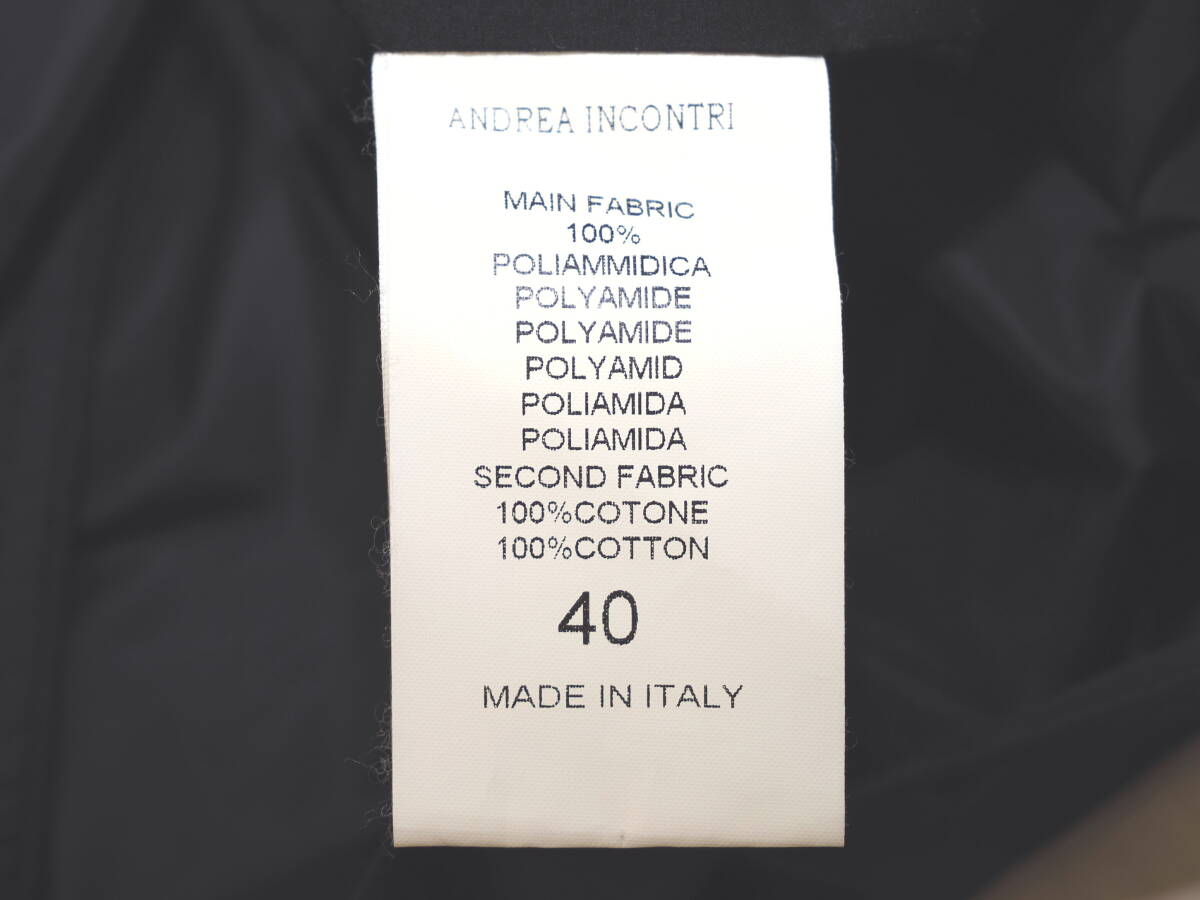 ANDREA INCONTRI
MAIN FABRIC
100%
POLIAMMIDICA
POLYAMIDE
POLYAMIDE
POLYAMID
POLIAMIDA
POLIAMIDA
SECOND FABRIC
100%COTONE
100%COTTON
40
MADE IN ITALY